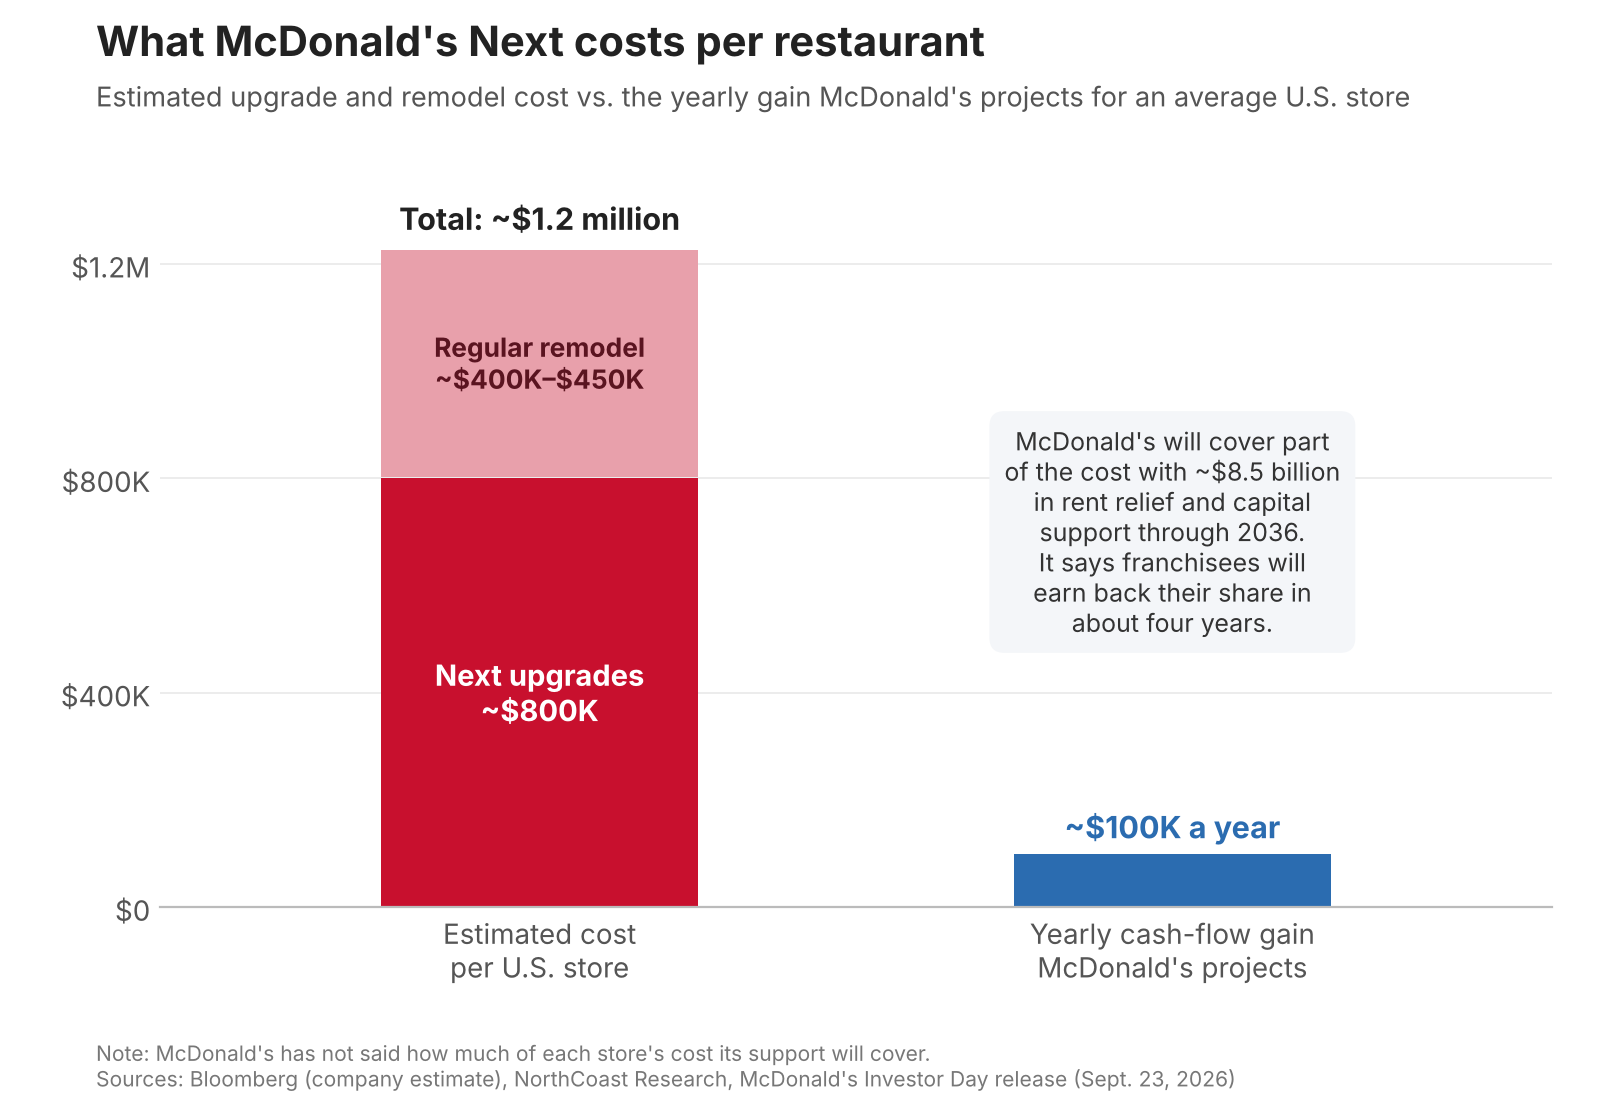 What McDonald's Next costs per restaurant
Estimated upgrade and remodel cost vs. the yearly gain McDonald's projects for an average U.S. store
Total: ~$1.2 million
$1.2M
Regular remodel
~$400K–$450K
McDonald's will cover part
of the cost with ~$8.5 billion
in rent relief and capital
support through 2036.
It says franchisees will
earn back their share in
about four years.
$800K
Next upgrades
~$800K
$400K
~$100K a year
$0
Estimated cost
per U.S. store
Yearly cash-flow gain
McDonald's projects
Note: McDonald's has not said how much of each store's cost its support will cover.
Sources: Bloomberg (company estimate), NorthCoast Research, McDonald's Investor Day release (Sept. 23, 2026)